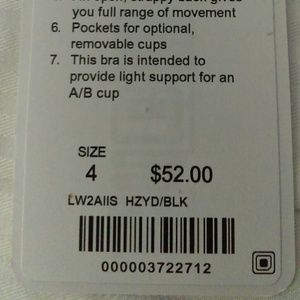 you full range of movement
6. Pockets for optional,
removable cups
7. This bra is intended to
provide light support for an
A/B cup
SIZE
4 $52.00
LW2AIIS HZYD/BLK
000003722712